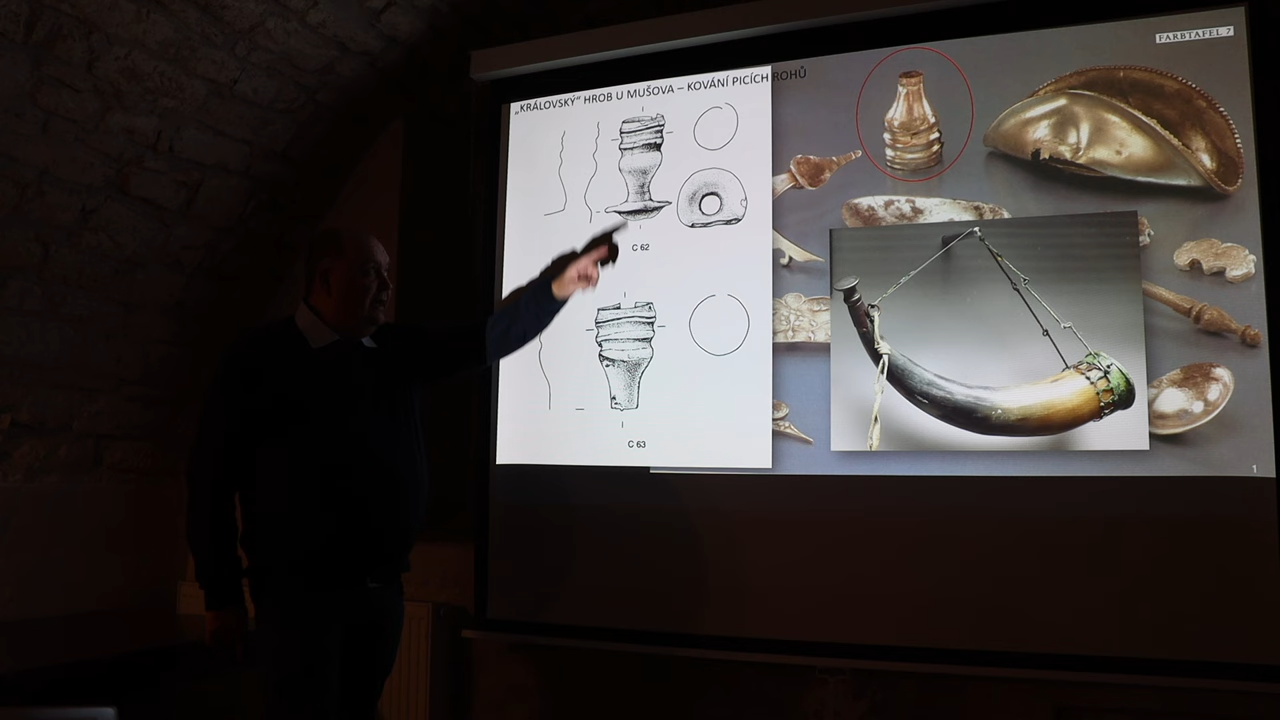 „KRÁLOVSKÝ“ HROB U MUŠOVA – KOVÁNÍ PICÍCH ROHŮ
FARBTAFEL 7
C 62
C 63
1